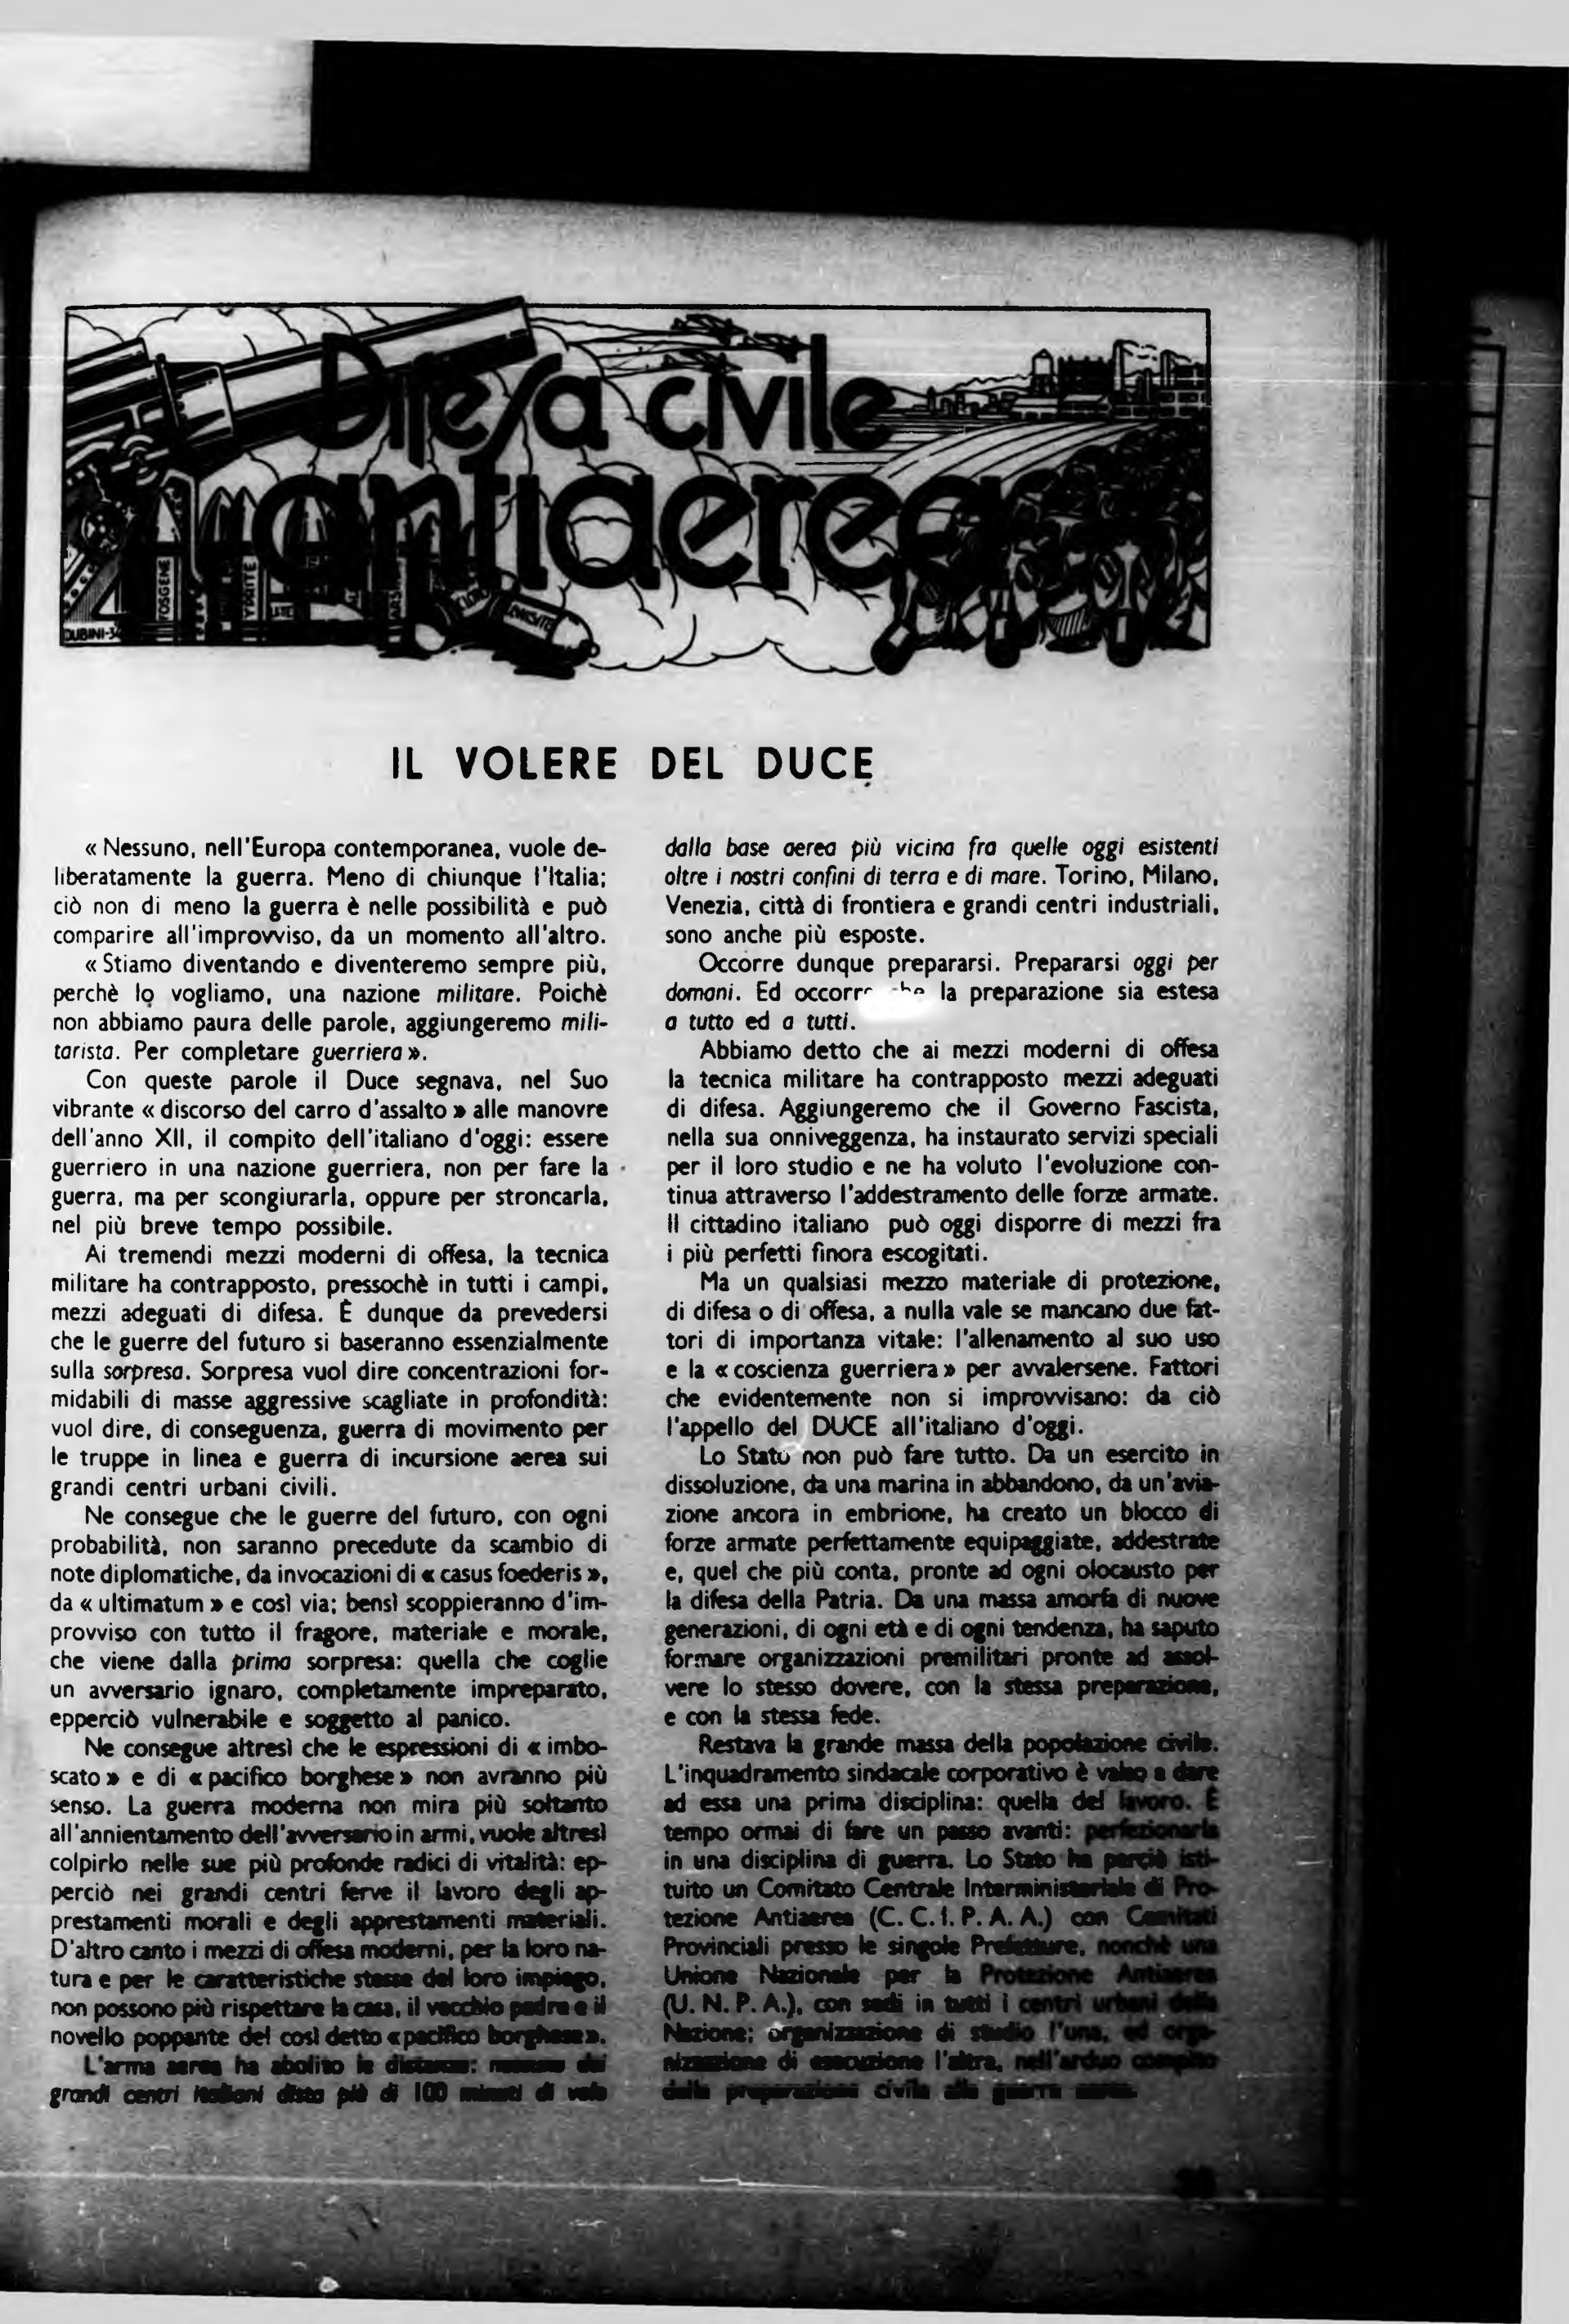 Difesa civile
antiaerea
FOSGENE
DUBINI-34
IL VOLERE DEL DUCE
« Nessuno, nell'Europa contemporanea, vuole de-
liberatamente la guerra. Meno di chiunque l'Italia;
ciò non di meno la guerra è nelle possibilità e può
comparire all'improvviso, da un momento all'altro.
« Stiamo diventando e diventeremo sempre più,
perchè lo vogliamo, una nazione militare. Poichè
non abbiamo paura delle parole, aggiungeremo mili-
tarista. Per completare guerriera ».
Con queste parole il Duce segnava, nel Suo
vibrante « discorso del carro d'assalto » alle manovre
dell'anno XII, il compito dell'italiano d'oggi: essere
guerriero in una nazione guerriera, non per fare la
guerra, ma per scongiurarla, oppure per stroncarla,
nel più breve tempo possibile.
Ai tremendi mezzi moderni di offesa, la tecnica
militare ha contrapposto, pressochè in tutti i campi,
mezzi adeguati di difesa. È dunque da prevedersi
che le guerre del futuro si baseranno essenzialmente
sulla sorpresa. Sorpresa vuol dire concentrazioni for-
midabili di masse aggressive scagliate in profondità:
vuol dire, di conseguenza, guerra di movimento per
le truppe in linea e guerra di incursione aerea sui
grandi centri urbani civili.
Ne consegue che le guerre del futuro, con ogni
probabilità, non saranno precedute da scambio di
note diplomatiche, da invocazioni di « casus foederis »,
da « ultimatum » e così via; bensì scoppieranno d'im-
provviso con tutto il fragore, materiale e morale,
che viene dalla prima sorpresa: quella che coglie
un avversario ignaro, completamente impreparato,
epperciò vulnerabile e soggetto al panico.
Ne consegue altresì che le espressioni di « imbo-
scato » e di « pacifico borghese » non avranno più
senso. La guerra moderna non mira più soltanto
all'annientamento dell'avversario in armi, vuole altresì
colpirlo nelle sue più profonde radici di vitalità: ep-
perciò nei grandi centri ferve il lavoro degli ap-
prestamenti morali e degli apprestamenti materiali.
D'altro canto i mezzi di offesa moderni, per la loro na-
tura e per le caratteristiche stesse del loro impiego,
non possono più rispettare la casa, il vecchio padre e il
novello poppante del così detto « pacifico borghese ».
L'arma aerea ha abolito le distanze: nessuno dei
grandi centri italiani dista più di 100 minuti di volo
dalla base aerea più vicina fra quelle oggi esistenti
oltre i nostri confini di terra e di mare. Torino, Milano,
Venezia, città di frontiera e grandi centri industriali,
sono anche più esposte.
Occorre dunque prepararsi. Prepararsi oggi per
domani. Ed occorre che la preparazione sia estesa
a tutto ed a tutti.
Abbiamo detto che ai mezzi moderni di offesa
la tecnica militare ha contrapposto mezzi adeguati
di difesa. Aggiungeremo che il Governo Fascista,
nella sua onniveggenza, ha instaurato servizi speciali
per il loro studio e ne ha voluto l'evoluzione con-
tinua attraverso l'addestramento delle forze armate.
Il cittadino italiano può oggi disporre di mezzi fra
i più perfetti finora escogitati.
Ma un qualsiasi mezzo materiale di protezione,
di difesa o di offesa, a nulla vale se mancano due fat-
tori di importanza vitale: l'allenamento al suo uso
e la « coscienza guerriera » per avvalersene. Fattori
che evidentemente non si improvvisano: da ciò
l'appello del DUCE all'italiano d'oggi.
Lo Stato non può fare tutto. Da un esercito in
dissoluzione, da una marina in abbandono, da un'avia-
zione ancora in embrione, ha creato un blocco di
forze armate perfettamente equipaggiate, addestrate
e, quel che più conta, pronte ad ogni olocausto per
la difesa della Patria. Da una massa amorfa di nuove
generazioni, di ogni età e di ogni tendenza, ha saputo
formare organizzazioni premilitari pronte ad assol-
vere lo stesso dovere, con la stessa preparazione,
e con la stessa fede.
Restava la grande massa della popolazione civile.
L'inquadramento sindacale corporativo è valso a dare
ad essa una prima disciplina: quella del lavoro. È
tempo ormai di fare un passo avanti: perfezionarla
in una disciplina di guerra. Lo Stato ha perciò isti-
tuito un Comitato Centrale Interministeriale di Pro-
tezione Antiaerea (C. C. I. P. A. A.) con Comitati
Provinciali presso le singole Prefetture, nonchè una
Unione Nazionale per la Protezione Antiaerea
(U. N. P. A.), con sedi in tutti i centri urbani della
Nazione; organizzazione di studio l'una, ed orga-
nizzazione di esecuzione l'altra, nell'arduo compito
della preparazione civile alla guerra aerea.